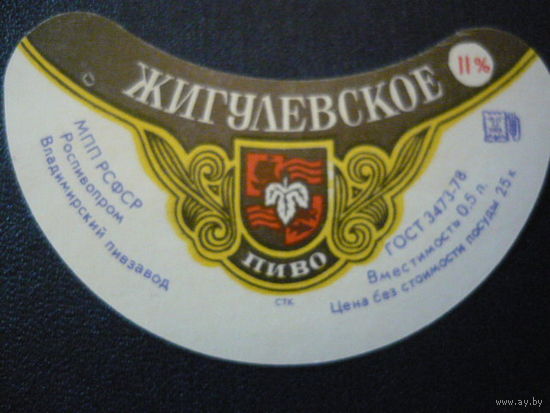 ЖИГУЛЕВСКОЕ
11%
МПП РСФСР
Роспивопром
Владимирский пивзавод
ПИВО
СТК
ГОСТ 3473-78
Вместимость 0,5 л.
Цена без стоимости посуды 25 к
www.ay.by